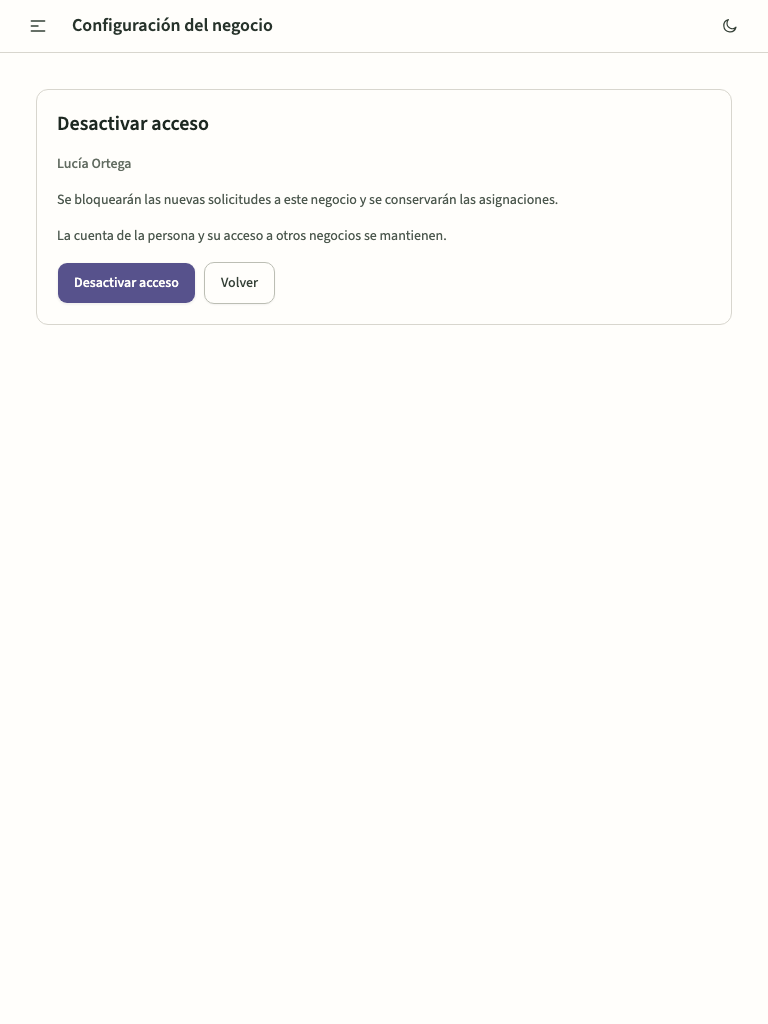 Configuración del negocio
Desactivar acceso
Lucía Ortega
Se bloquearán las nuevas solicitudes a este negocio y se conservarán las asignaciones.
La cuenta de la persona y su acceso a otros negocios se mantienen.
Desactivar acceso
Volver